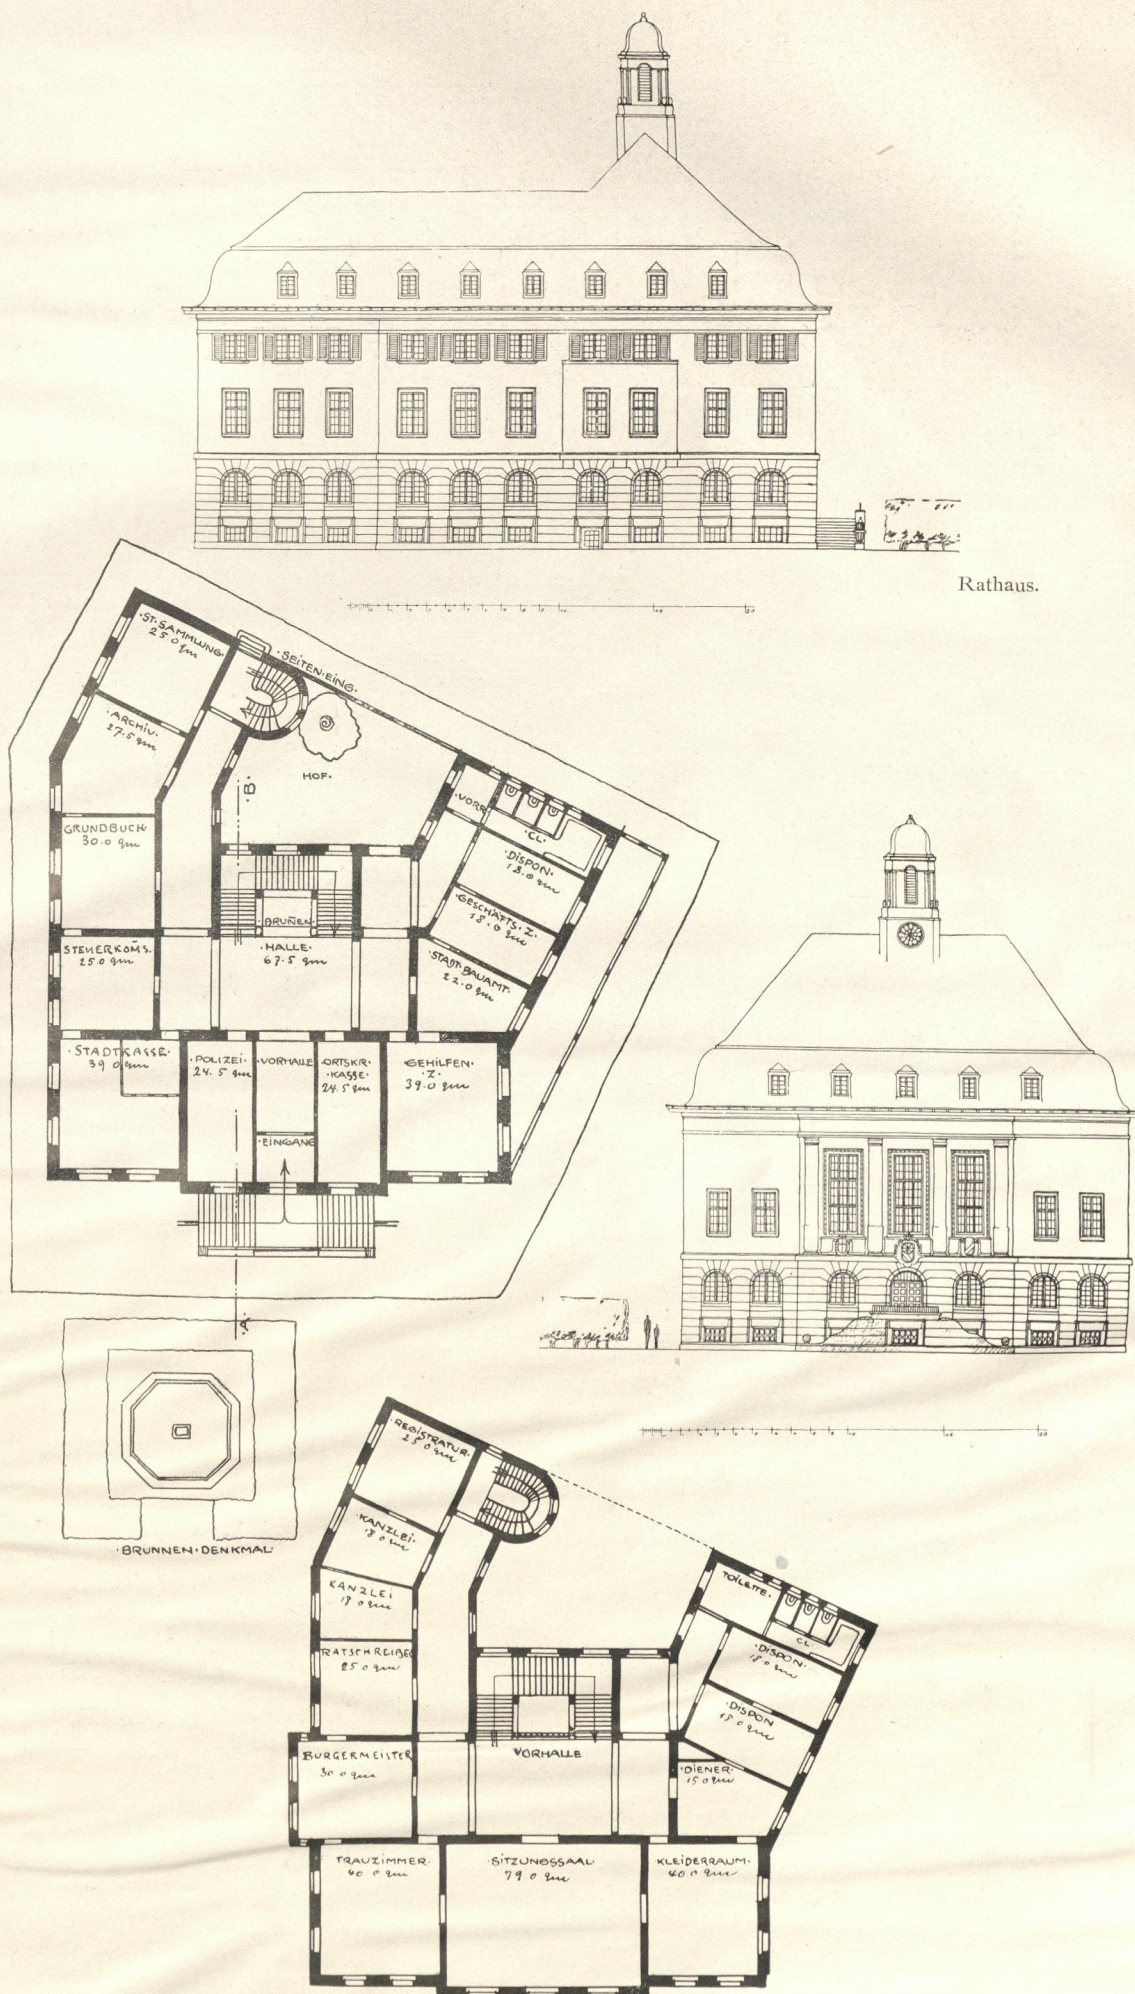 Rathaus.
·ST·SAMMLUNG·
25.0 qm
·SEITEN·EING·
·ARCHIV·
27.5 qm
·B·
HOF·
GRUNDBUCH·
30.0 qm
·VORR
·CL·
·DISPON·
18.0 qm
·GESCHÄFTS·Z·
18.0 qm
·STADT·BAUAMT·
22.0 qm
·BRUN̄EN·
·HALLE·
67.5 qm
STEUERKOM̄S.
25.0 qm
·STADTKASSE·
39.0 qm
·POLIZEI·
24.5 qm
·VORHALLE·
·ORTSKR·
·KASSE·
24.5 qm
GEHILFEN·
·Z·
39.0 qm
·EINGANG
·A·
·BRUNNEN·DENKMAL·
·REGISTRATUR·
25.0 qm
·KANZLEI·
18.0 qm
KANZLEI
18.0 qm
RATSCHREIBER
25.0 qm
BÜRGERMEISTER
30.0 qm
VORHALLE
TOILETTE·
CL·
·DISPON·
18.0 qm
·DISPON
18.0 qm
·DIENER·
15.0 qm
TRAUZIMMER·
40.0 qm
·SITZUNGSSAAL·
79.0 qm
·KLEIDERRAUM·
40.0 qm